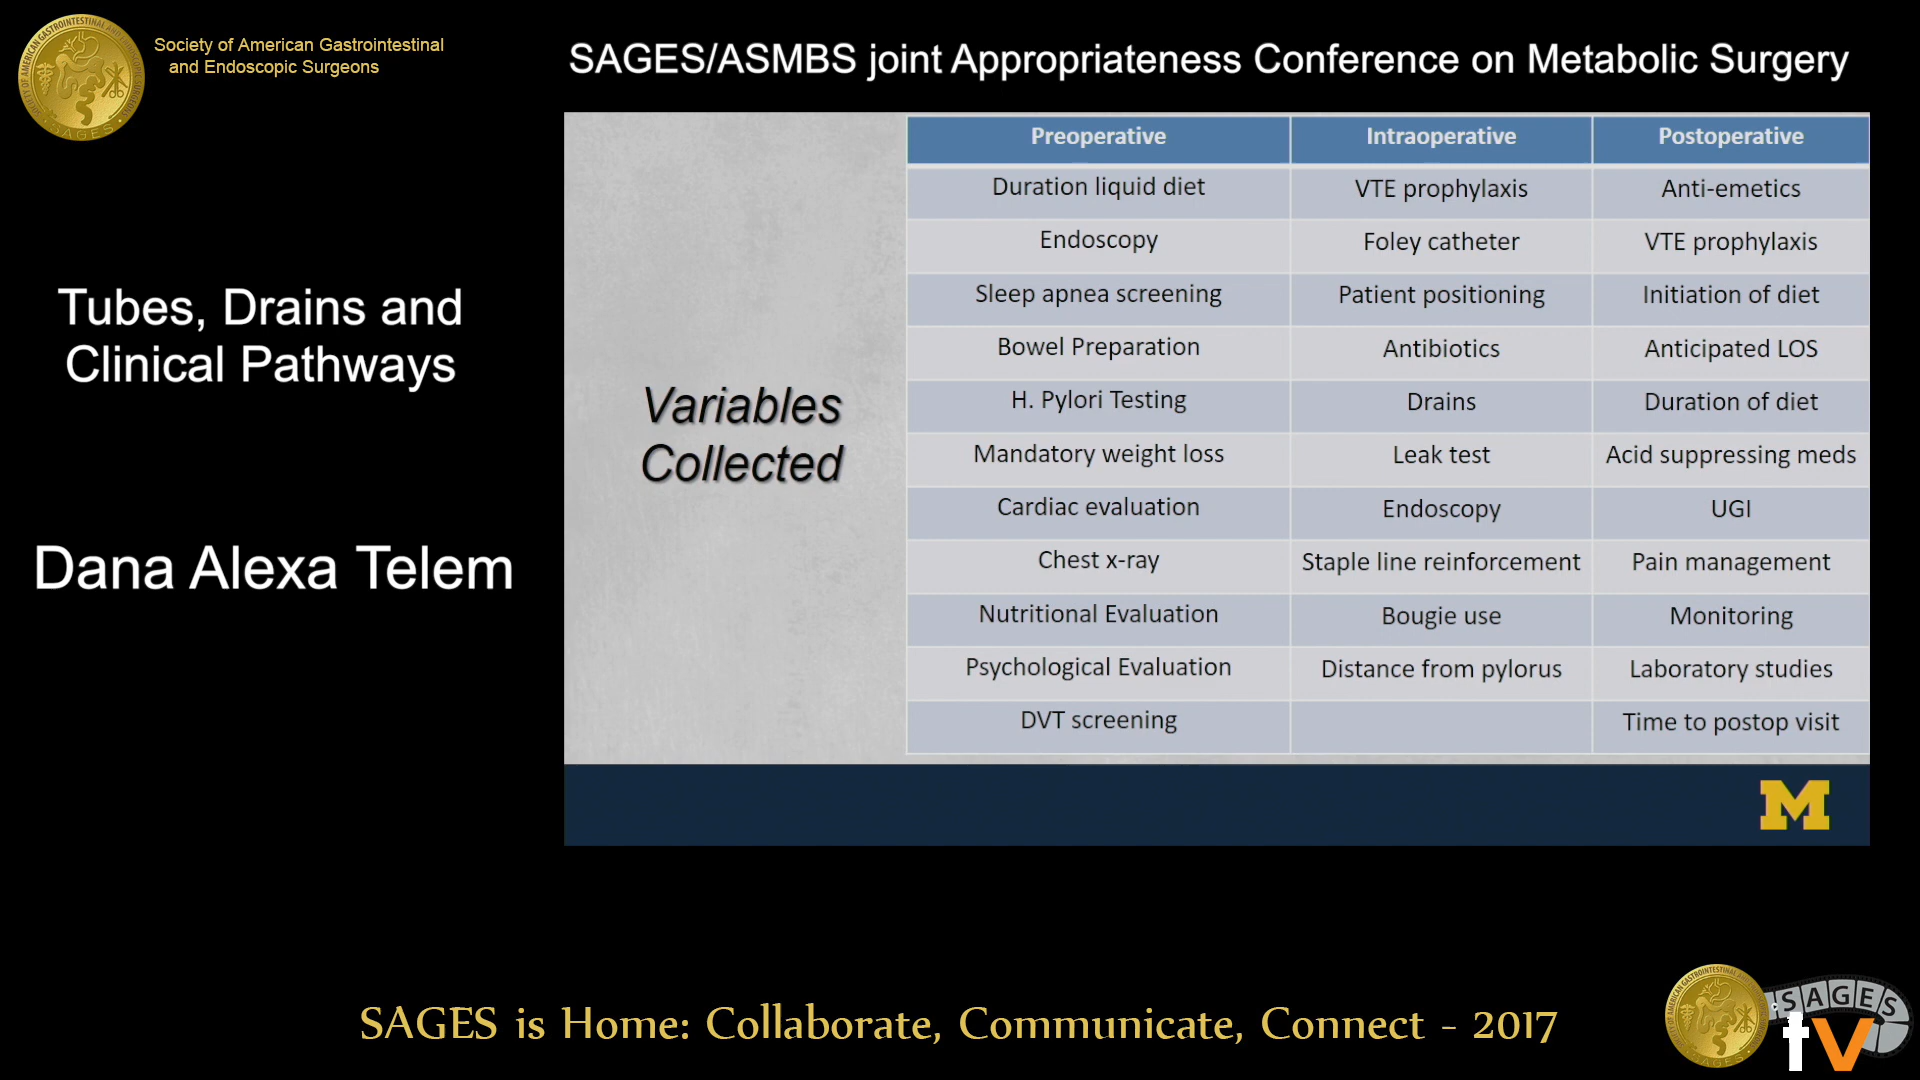 Society of American Gastrointestinal
and Endoscopic Surgeons
SAGES/ASMBS joint Appropriateness Conference on Metabolic Surgery
Tubes, Drains and
Clinical Pathways
Dana Alexa Telem
Variables
Collected
Preoperative Intraoperative Postoperative
Duration liquid diet VTE prophylaxis Anti-emetics
Endoscopy Foley catheter VTE prophylaxis
Sleep apnea screening Patient positioning Initiation of diet
Bowel Preparation Antibiotics Anticipated LOS
H. Pylori Testing Drains Duration of diet
Mandatory weight loss Leak test Acid suppressing meds
Cardiac evaluation Endoscopy UGI
Chest x-ray Staple line reinforcement Pain management
Nutritional Evaluation Bougie use Monitoring
Psychological Evaluation Distance from pylorus Laboratory studies
DVT screening Time to postop visit
M
SAGES is Home: Collaborate, Communicate, Connect - 2017
SAGES
tv